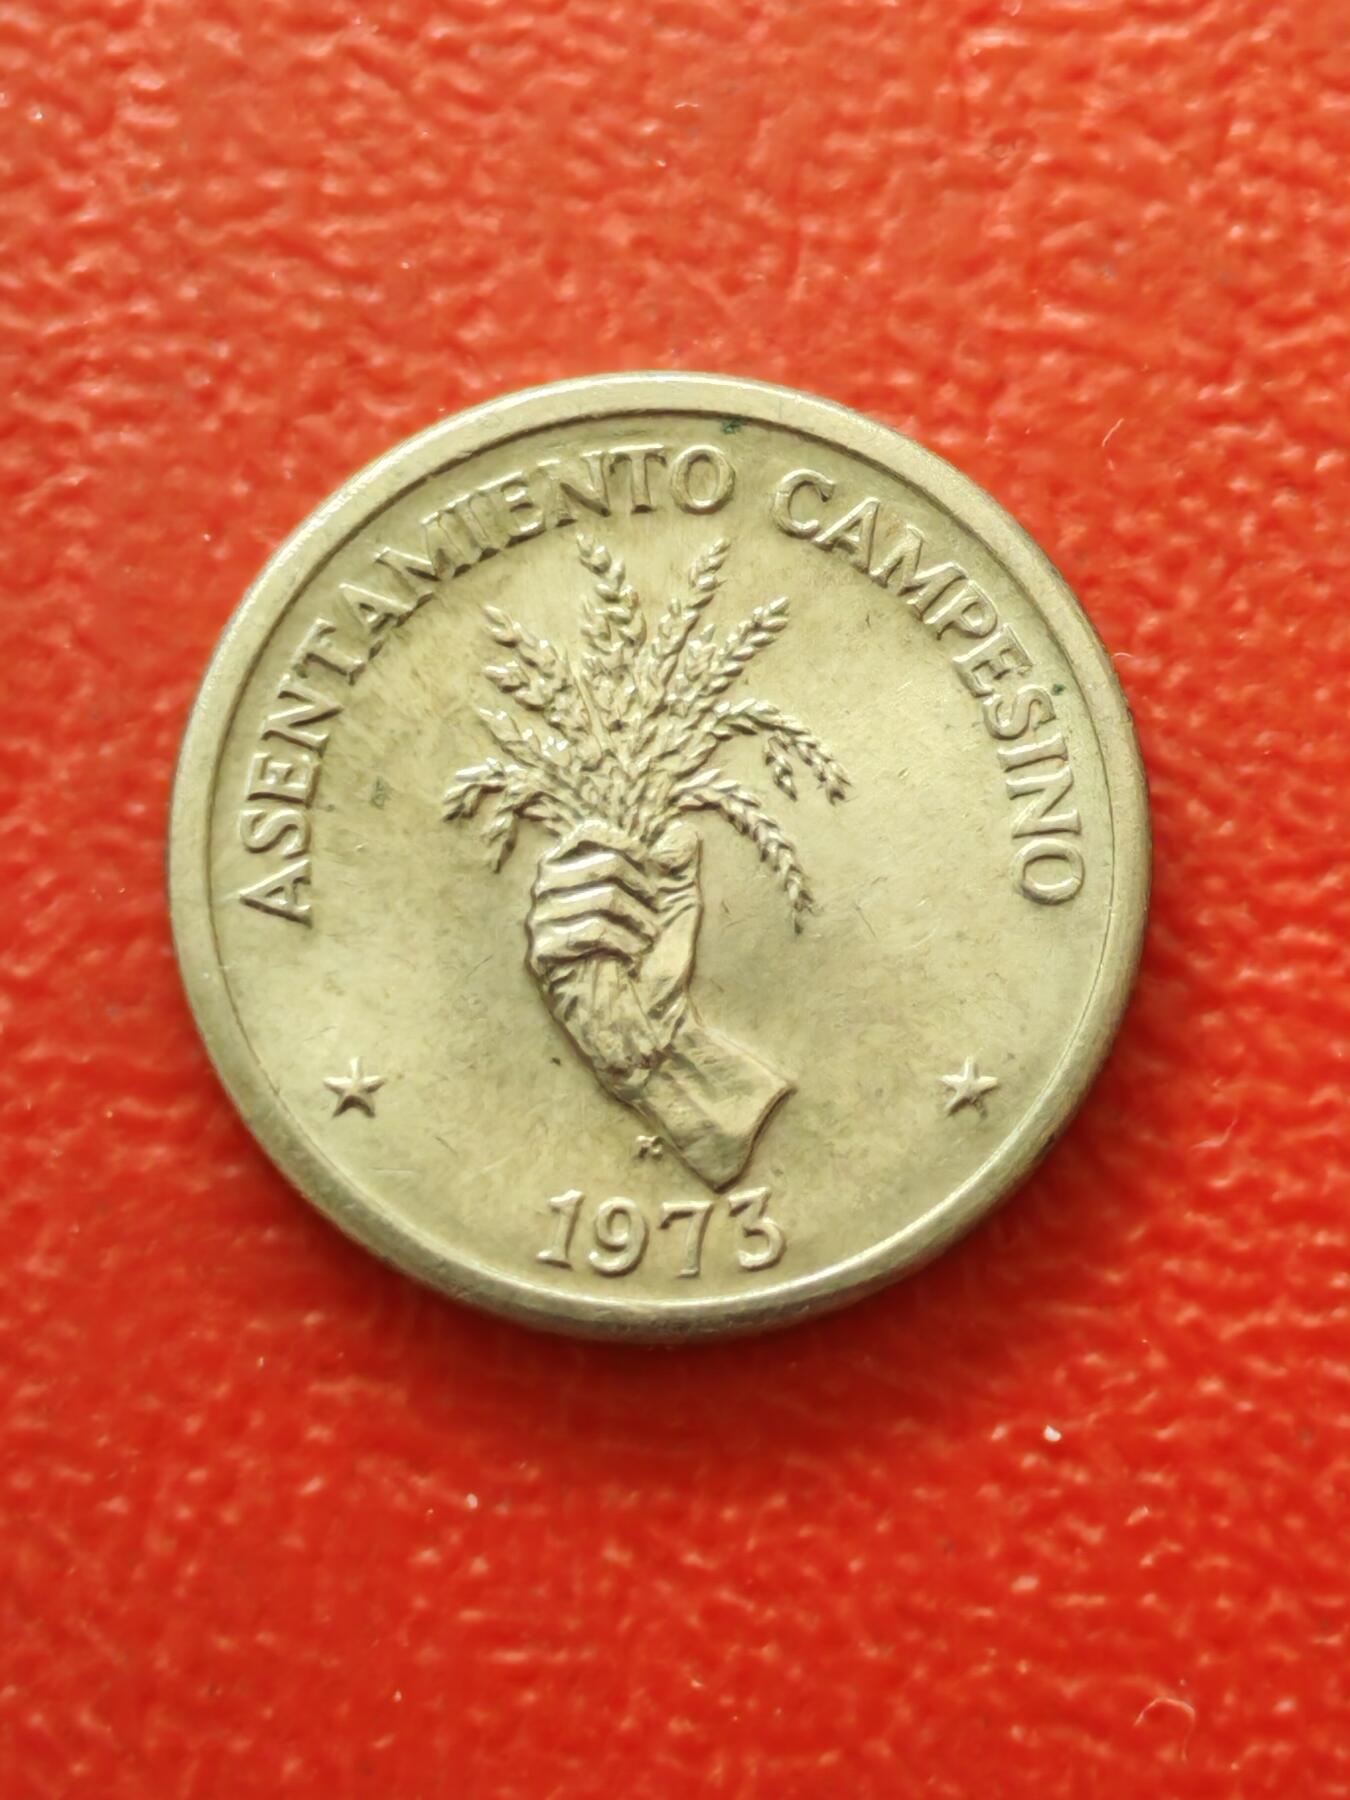 ASENTAMIENTO CAMPESINO
1973